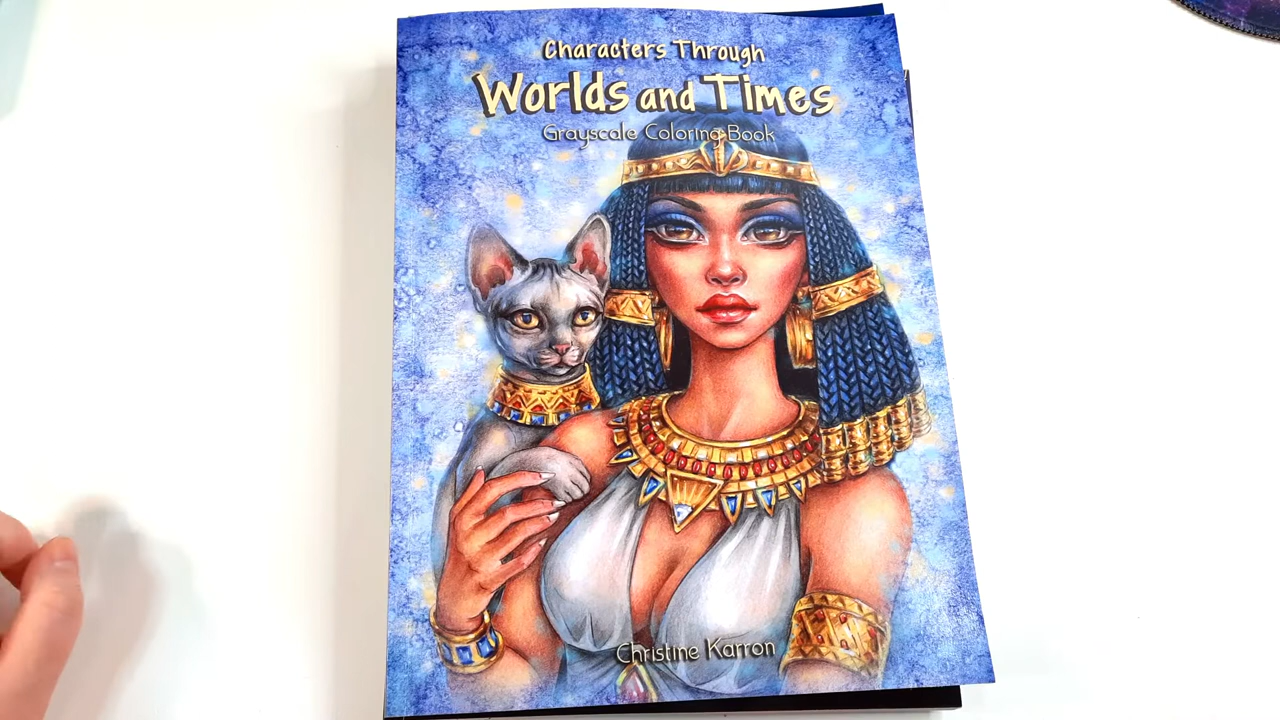 Characters Through
Worlds and Times
Grayscale Coloring Book
Christine Karron